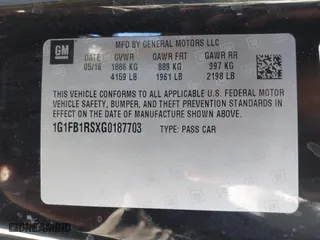 GM
MFD BY GENERAL MOTORS LLC
05/16 GVWR GAWR FRT GAWR RR
1886 KG 889 KG 997 KG
4159 LB 1961 LB 2198 LB
THIS VEHICLE CONFORMS TO ALL APPLICABLE U.S. FEDERAL MOTOR
VEHICLE SAFETY, BUMPER, AND THEFT PREVENTION STANDARDS IN
EFFECT ON THE DATE OF MANUFACTURE SHOWN ABOVE.
1G1FB1RSXG0187703 TYPE: PASS CAR